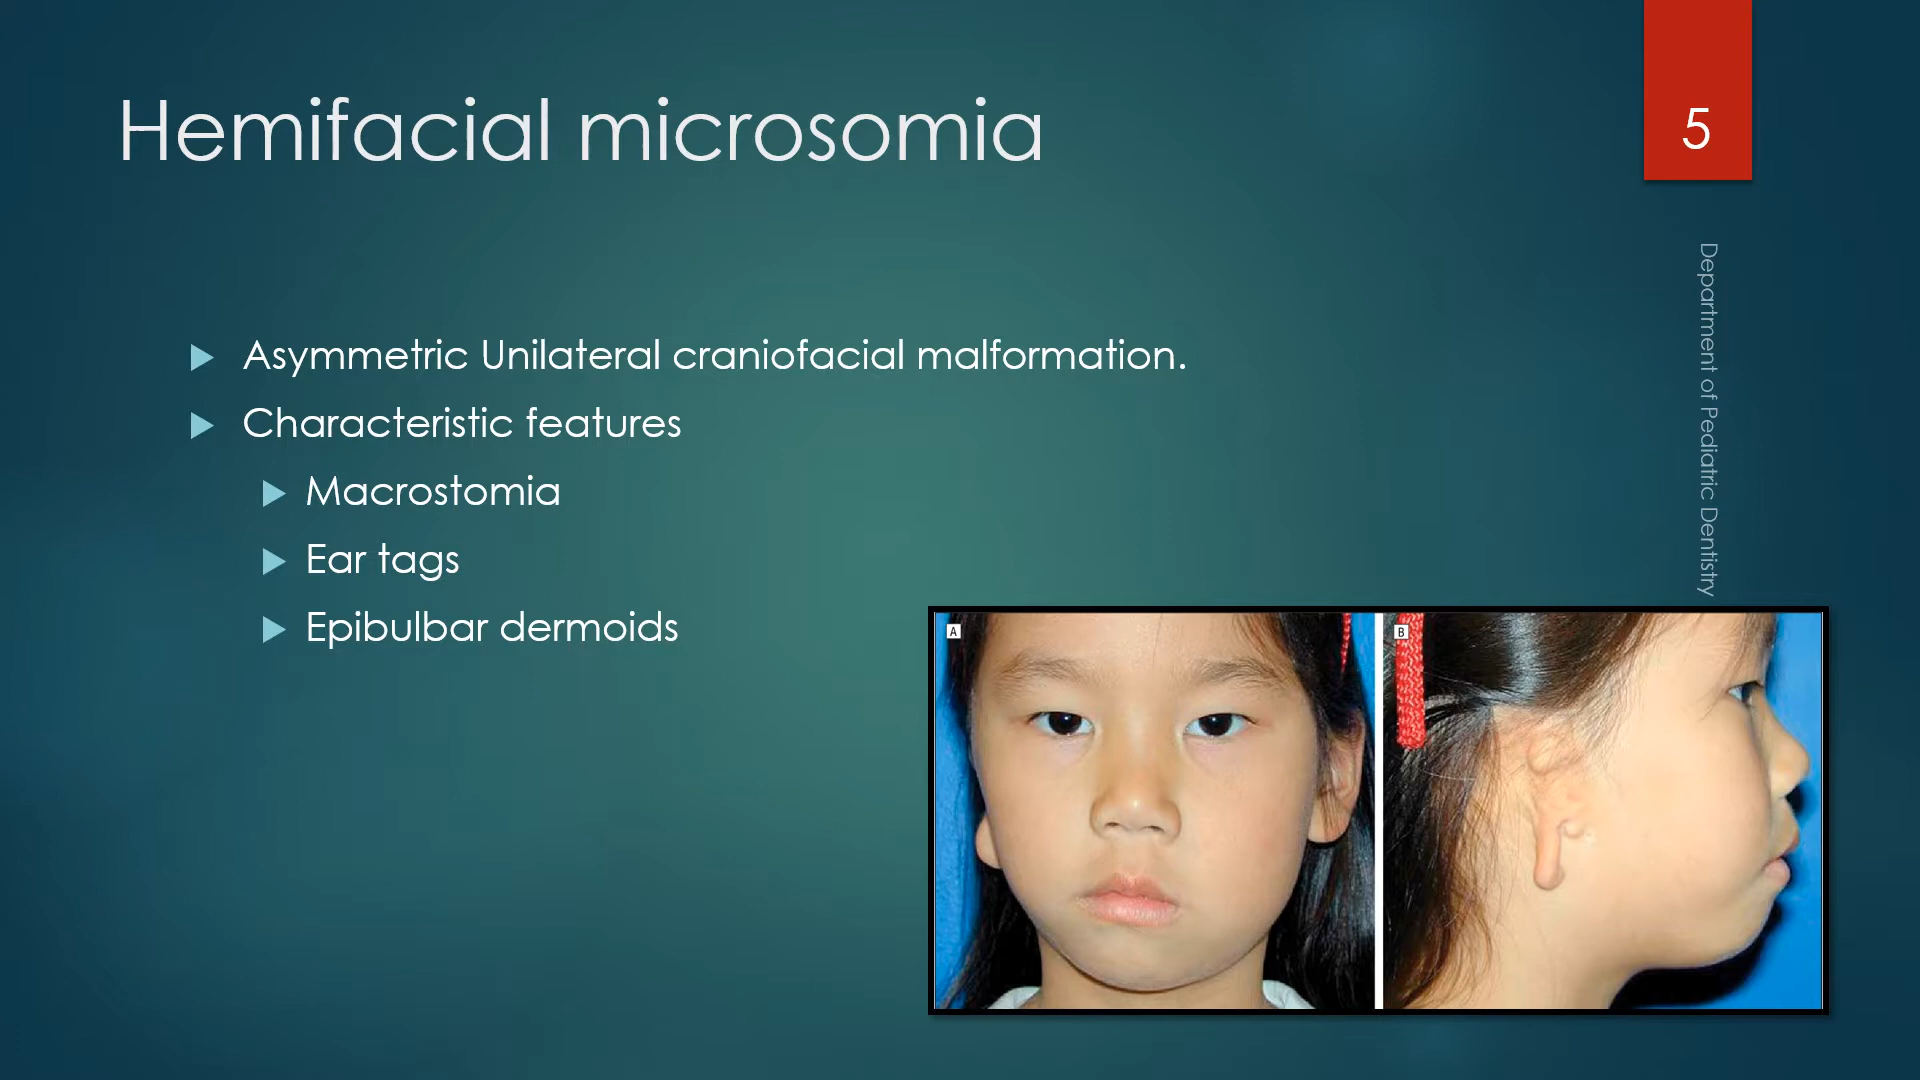 Hemifacial microsomia
5
Asymmetric Unilateral craniofacial malformation.
Characteristic features
Macrostomia
Ear tags
Epibulbar dermoids
Department of Pediatric Dentistry
A
B